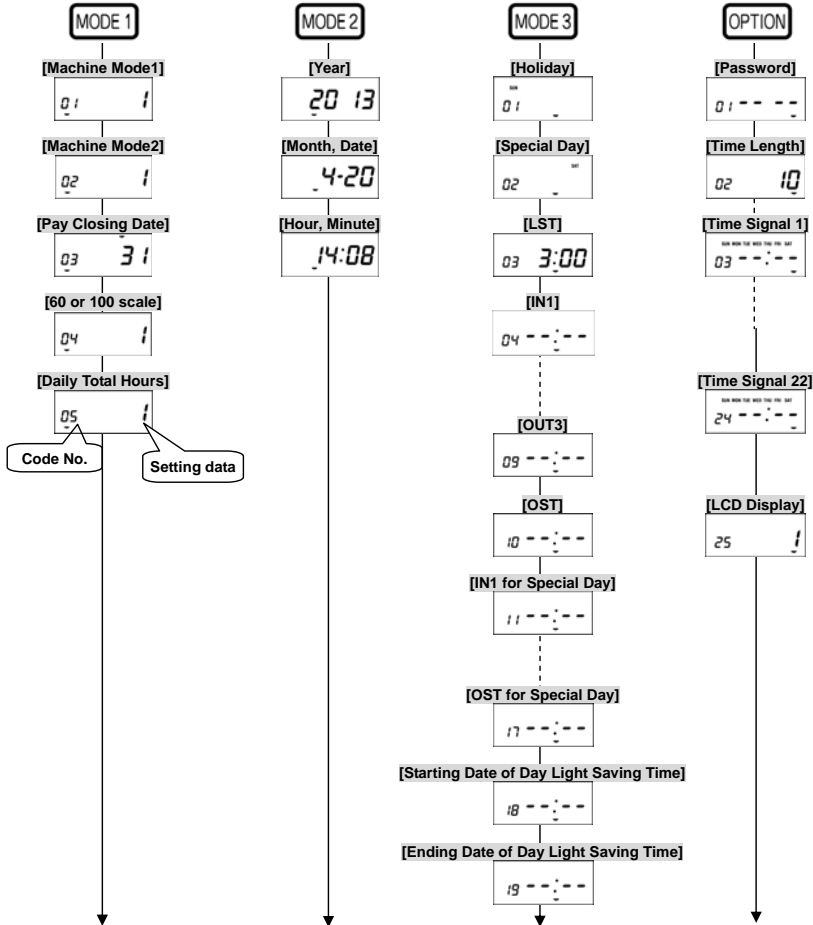 MODE 1
[Machine Mode1]
01 1
[Machine Mode2]
02 1
[Pay Closing Date]
03 31
[60 or 100 scale]
04 1
[Daily Total Hours]
05 1
Code No.
Setting data
MODE 2
[Year]
20 13
[Month, Date]
4-20
[Hour, Minute]
14:08
MODE 3
[Holiday]
SUN
01
[Special Day]
SAT
02
[LST]
03 3:00
[IN1]
04 --:--
[OUT3]
09 --:--
[OST]
10 --:--
[IN1 for Special Day]
11 --:--
[OST for Special Day]
17 --:--
[Starting Date of Day Light Saving Time]
18 --:--
[Ending Date of Day Light Saving Time]
19 --:--
OPTION
[Password]
01 -- --
[Time Length]
02 10
[Time Signal 1]
SUN MON TUE WED THU FRI SAT
03 --:--
[Time Signal 22]
SUN MON TUE WED THU FRI SAT
24 --:--
[LCD Display]
25 1